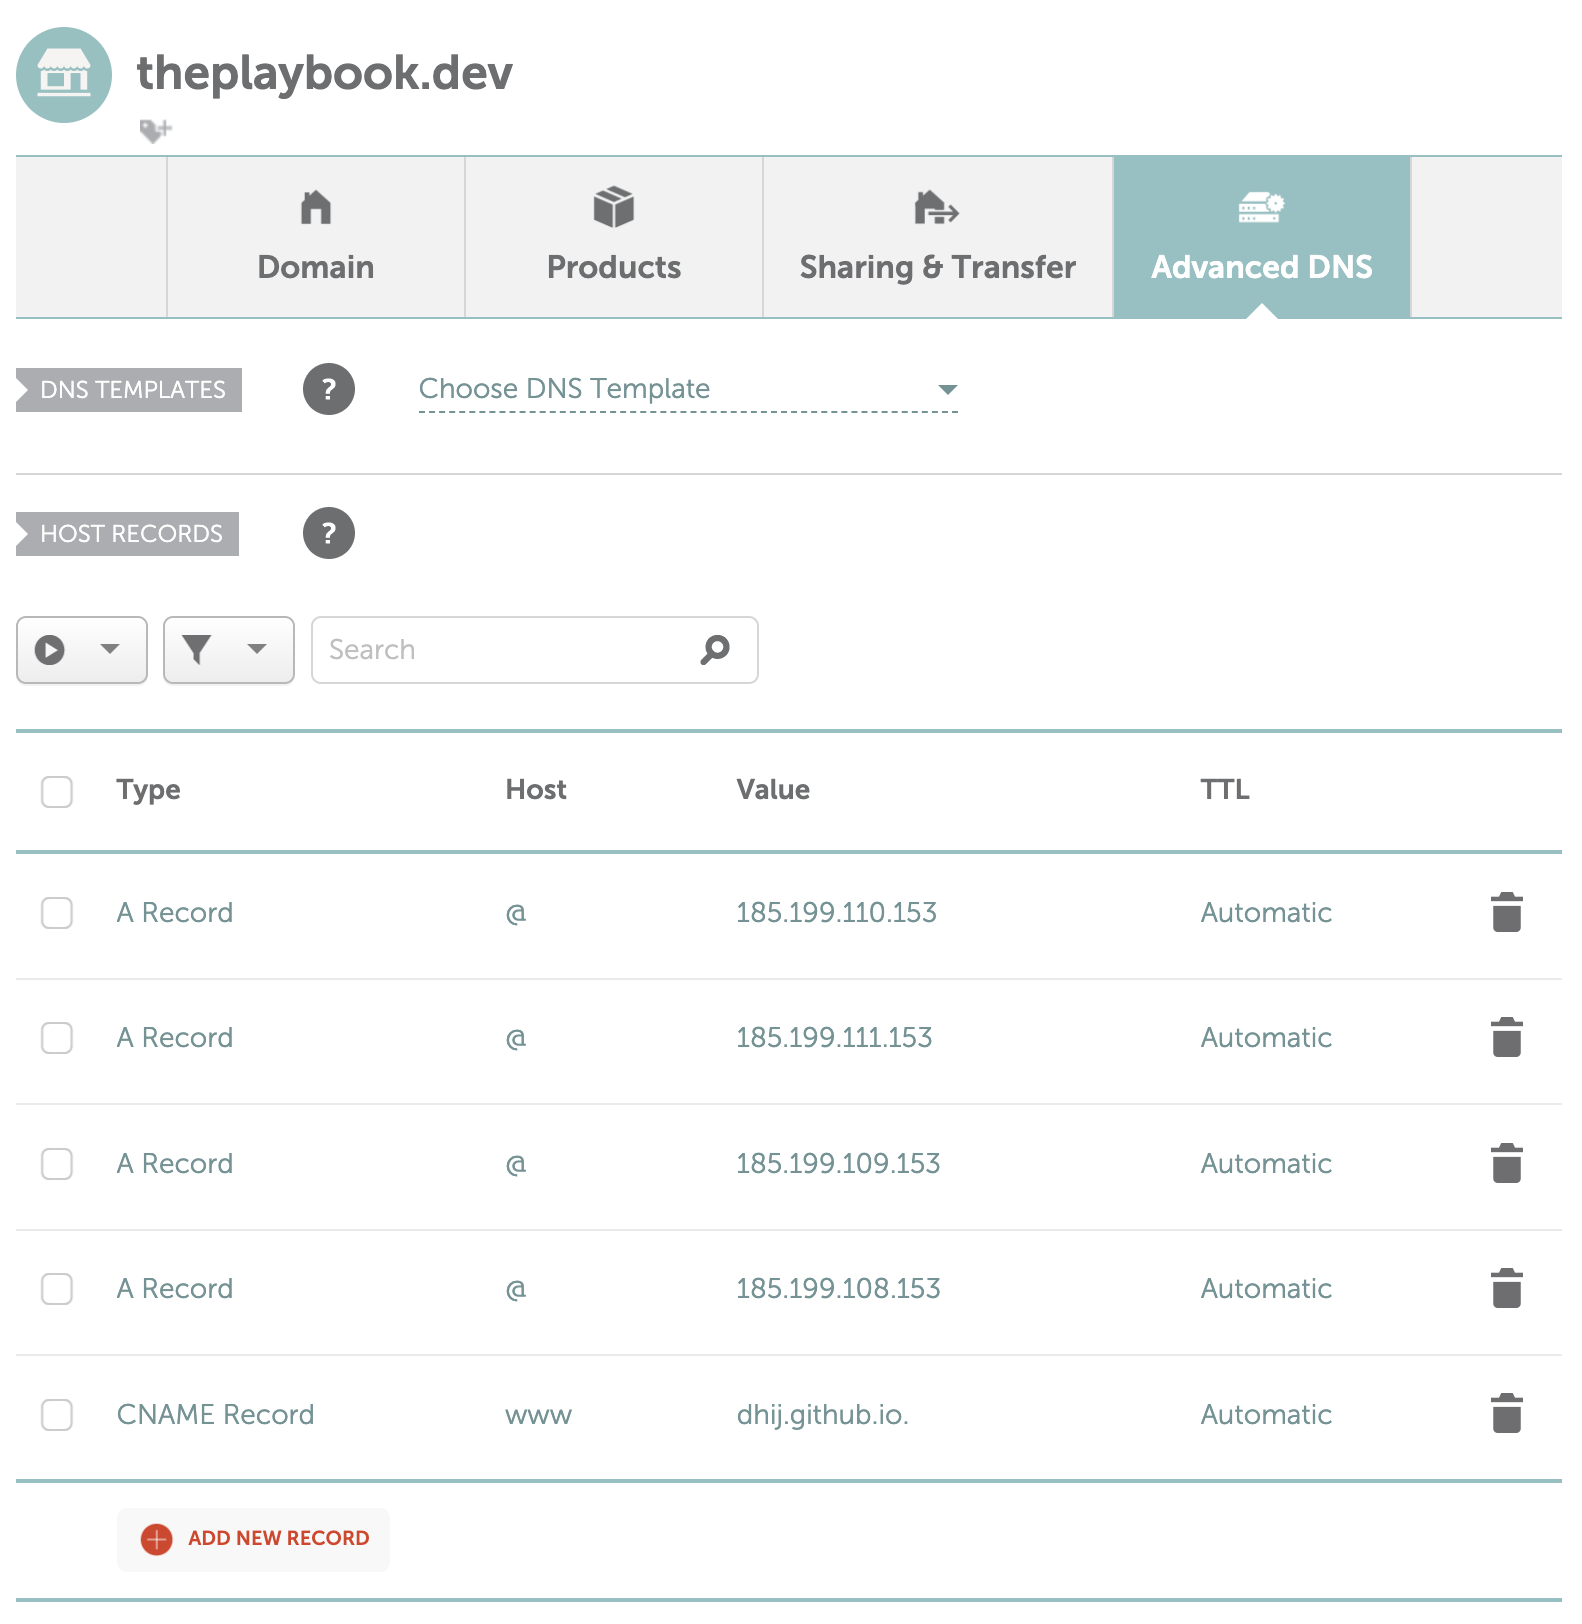 theplaybook.dev
Domain
Products
Sharing & Transfer
Advanced DNS
DNS TEMPLATES ? Choose DNS Template
HOST RECORDS ?
Search
Type Host Value TTL
A Record @ 185.199.110.153 Automatic
A Record @ 185.199.111.153 Automatic
A Record @ 185.199.109.153 Automatic
A Record @ 185.199.108.153 Automatic
CNAME Record www dhij.github.io. Automatic
ADD NEW RECORD